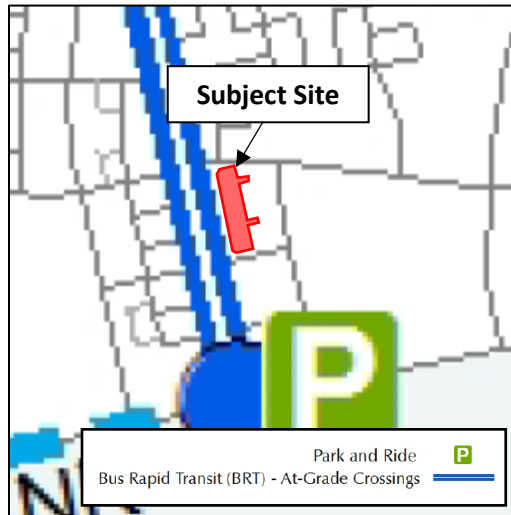 Subject Site
P
Park and Ride P
Bus Rapid Transit (BRT) - At-Grade Crossings